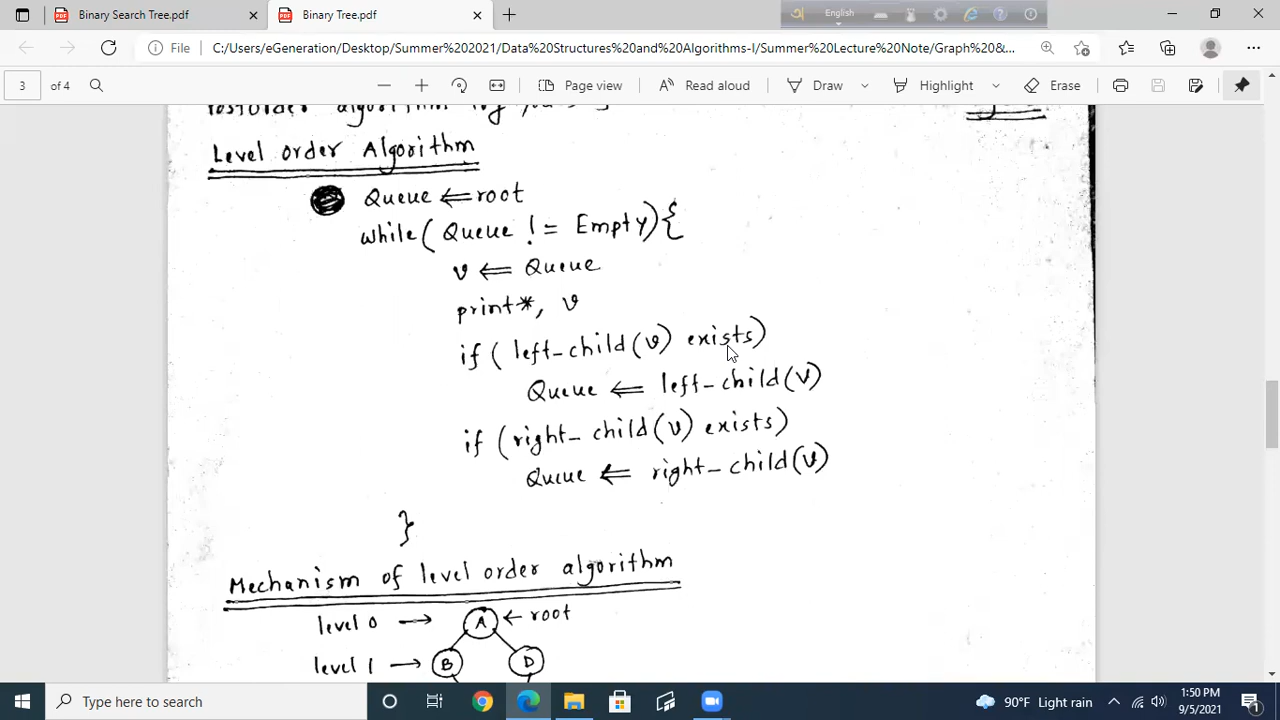 Binary Search Tree.pdf
Binary Tree.pdf
English
File
C:/Users/eGeneration/Desktop/Summer%202021/Data%20Structures%20and%20Algorithms-I/Summer%20Lecture%20Note/Graph%20&...
3 of 4
Page view
Read aloud
Draw
Highlight
Erase
Level order Algorithm
Queue ⇐ root
while( Queue != Empty){
v ⇐ Queue
print*, v
if ( left-child(v) exists)
Queue ⇐ left-child(v)
if (right-child(v) exists)
Queue ⇐ right-child(v)
}
Mechanism of level order algorithm
level 0 → A ← root
level 1 → B D
Type here to search
90°F Light rain
1:50 PM
9/5/2021